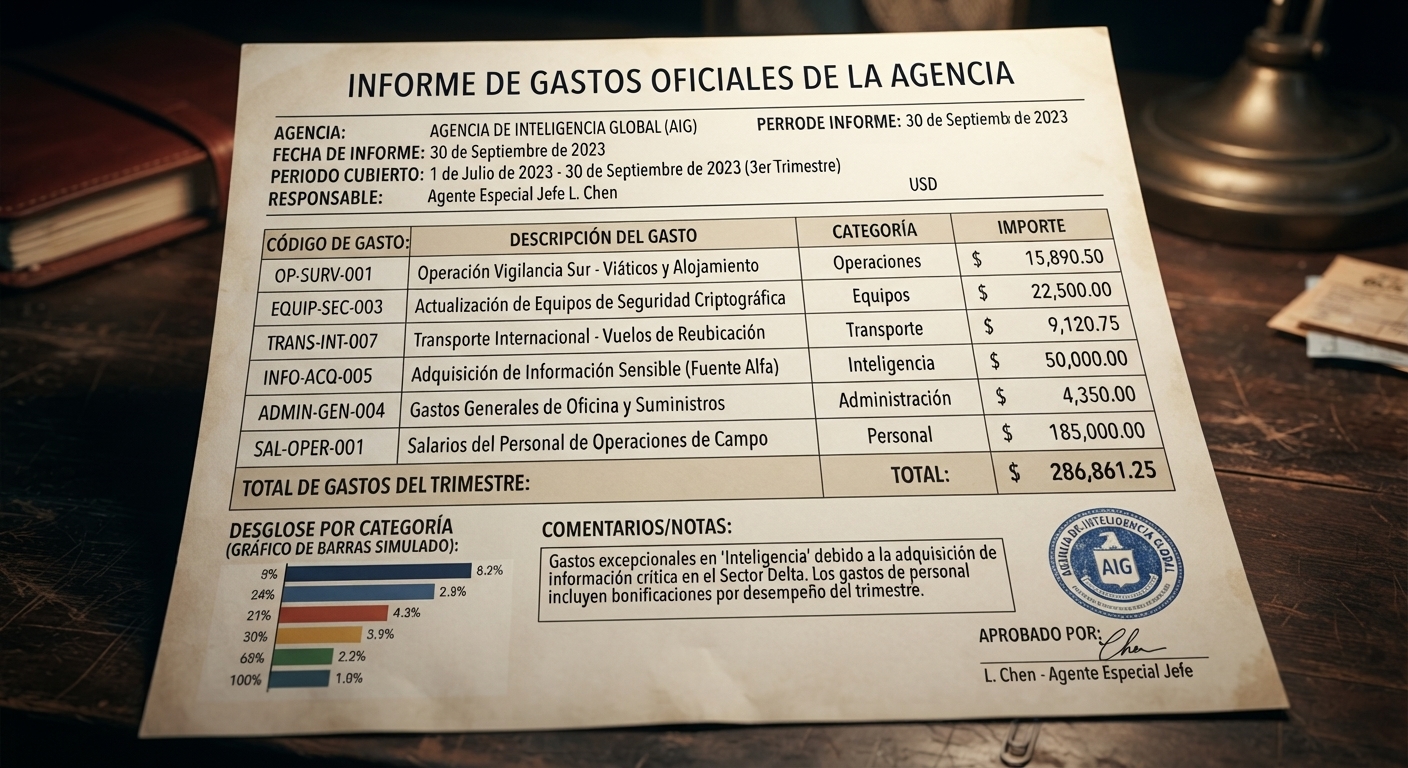 INFORME DE GASTOS OFICIALES DE LA AGENCIA
AGENCIA: AGENCIA DE INTELIGENCIA GLOBAL (AIG) PERRODE INFORME: 30 de Septiemb de 2023
FECHA DE INFORME: 30 de Septiembre de 2023
PERIODO CUBIERTO: 1 de Julio de 2023 - 30 de Septiembre de 2023 (3er Trimestre)
RESPONSABLE: Agente Especial Jefe L. Chen USD
CÓDIGO DE GASTO: DESCRIPCIÓN DEL GASTO CATEGORÍA IMPORTE
OP-SURV-001 Operación Vigilancia Sur - Viáticos y Alojamiento Operaciones $ 15,890.50
EQUIP-SEC-003 Actualización de Equipos de Seguridad Criptográfica Equipos $ 22,500.00
TRANS-INT-007 Transporte Internacional - Vuelos de Reubicación Transporte $ 9,120.75
INFO-ACQ-005 Adquisición de Información Sensible (Fuente Alfa) Inteligencia $ 50,000.00
ADMIN-GEN-004 Gastos Generales de Oficina y Suministros Administración $ 4,350.00
SAL-OPER-001 Salarios del Personal de Operaciones de Campo Personal $ 185,000.00
TOTAL DE GASTOS DEL TRIMESTRE: TOTAL: $ 286,861.25
DESGLOSE POR CATEGORÍA
(GRÁFICO DE BARRAS SIMULADO):
9% 8.2%
24% 2.9%
21% 4.3%
30% 3.9%
2.2%
100%
COMENTARIOS/NOTAS:
Gastos excepcionales en 'Inteligencia' debido a la adquisición de
información critica en el Sector Delta. Los gastos de personal
incluyen bonificaciones por desempeño del trimestre.
AIG
APROBADO POR: Chen
L. Chen - Agente Especial Jefe